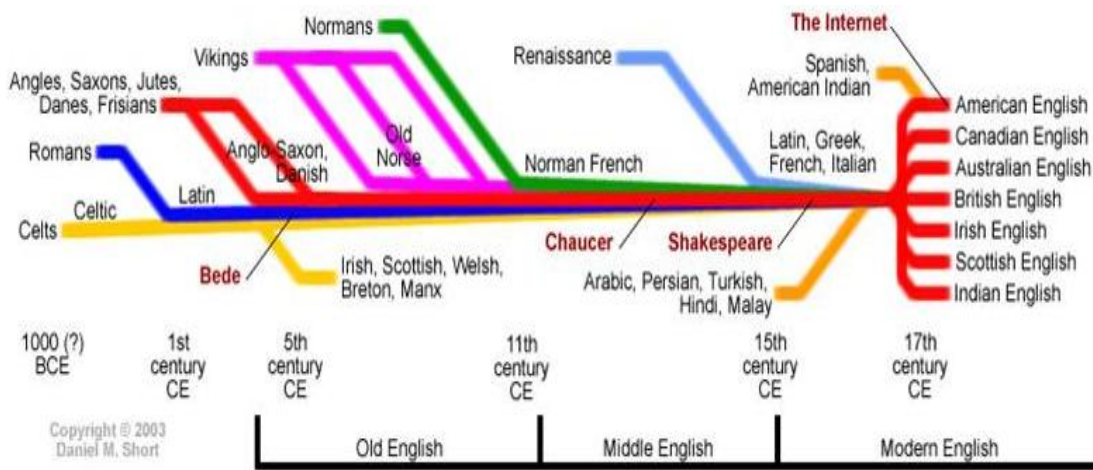 Normans
The Internet
Vikings
Renaissance
Spanish,
American Indian
Angles, Saxons, Jutes,
Danes, Frisians
American English
Romans
Anglo Saxon,
Danish
Old
Norse
Norman French
Latin, Greek,
French, Italian
Canadian English
Australian English
Celtic
Latin
British English
Celts
Chaucer
Shakespeare
Irish English
Bede
Irish, Scottish, Welsh,
Breton, Manx
Arabic, Persian, Turkish,
Hindi, Malay
Scottish English
Indian English
1000 (?)
BCE
1st
century
CE
5th
century
CE
11th
century
CE
15th
century
CE
17th
century
CE
Copyright © 2003
Daniel M, Short
Old English
Middle English
Modern English